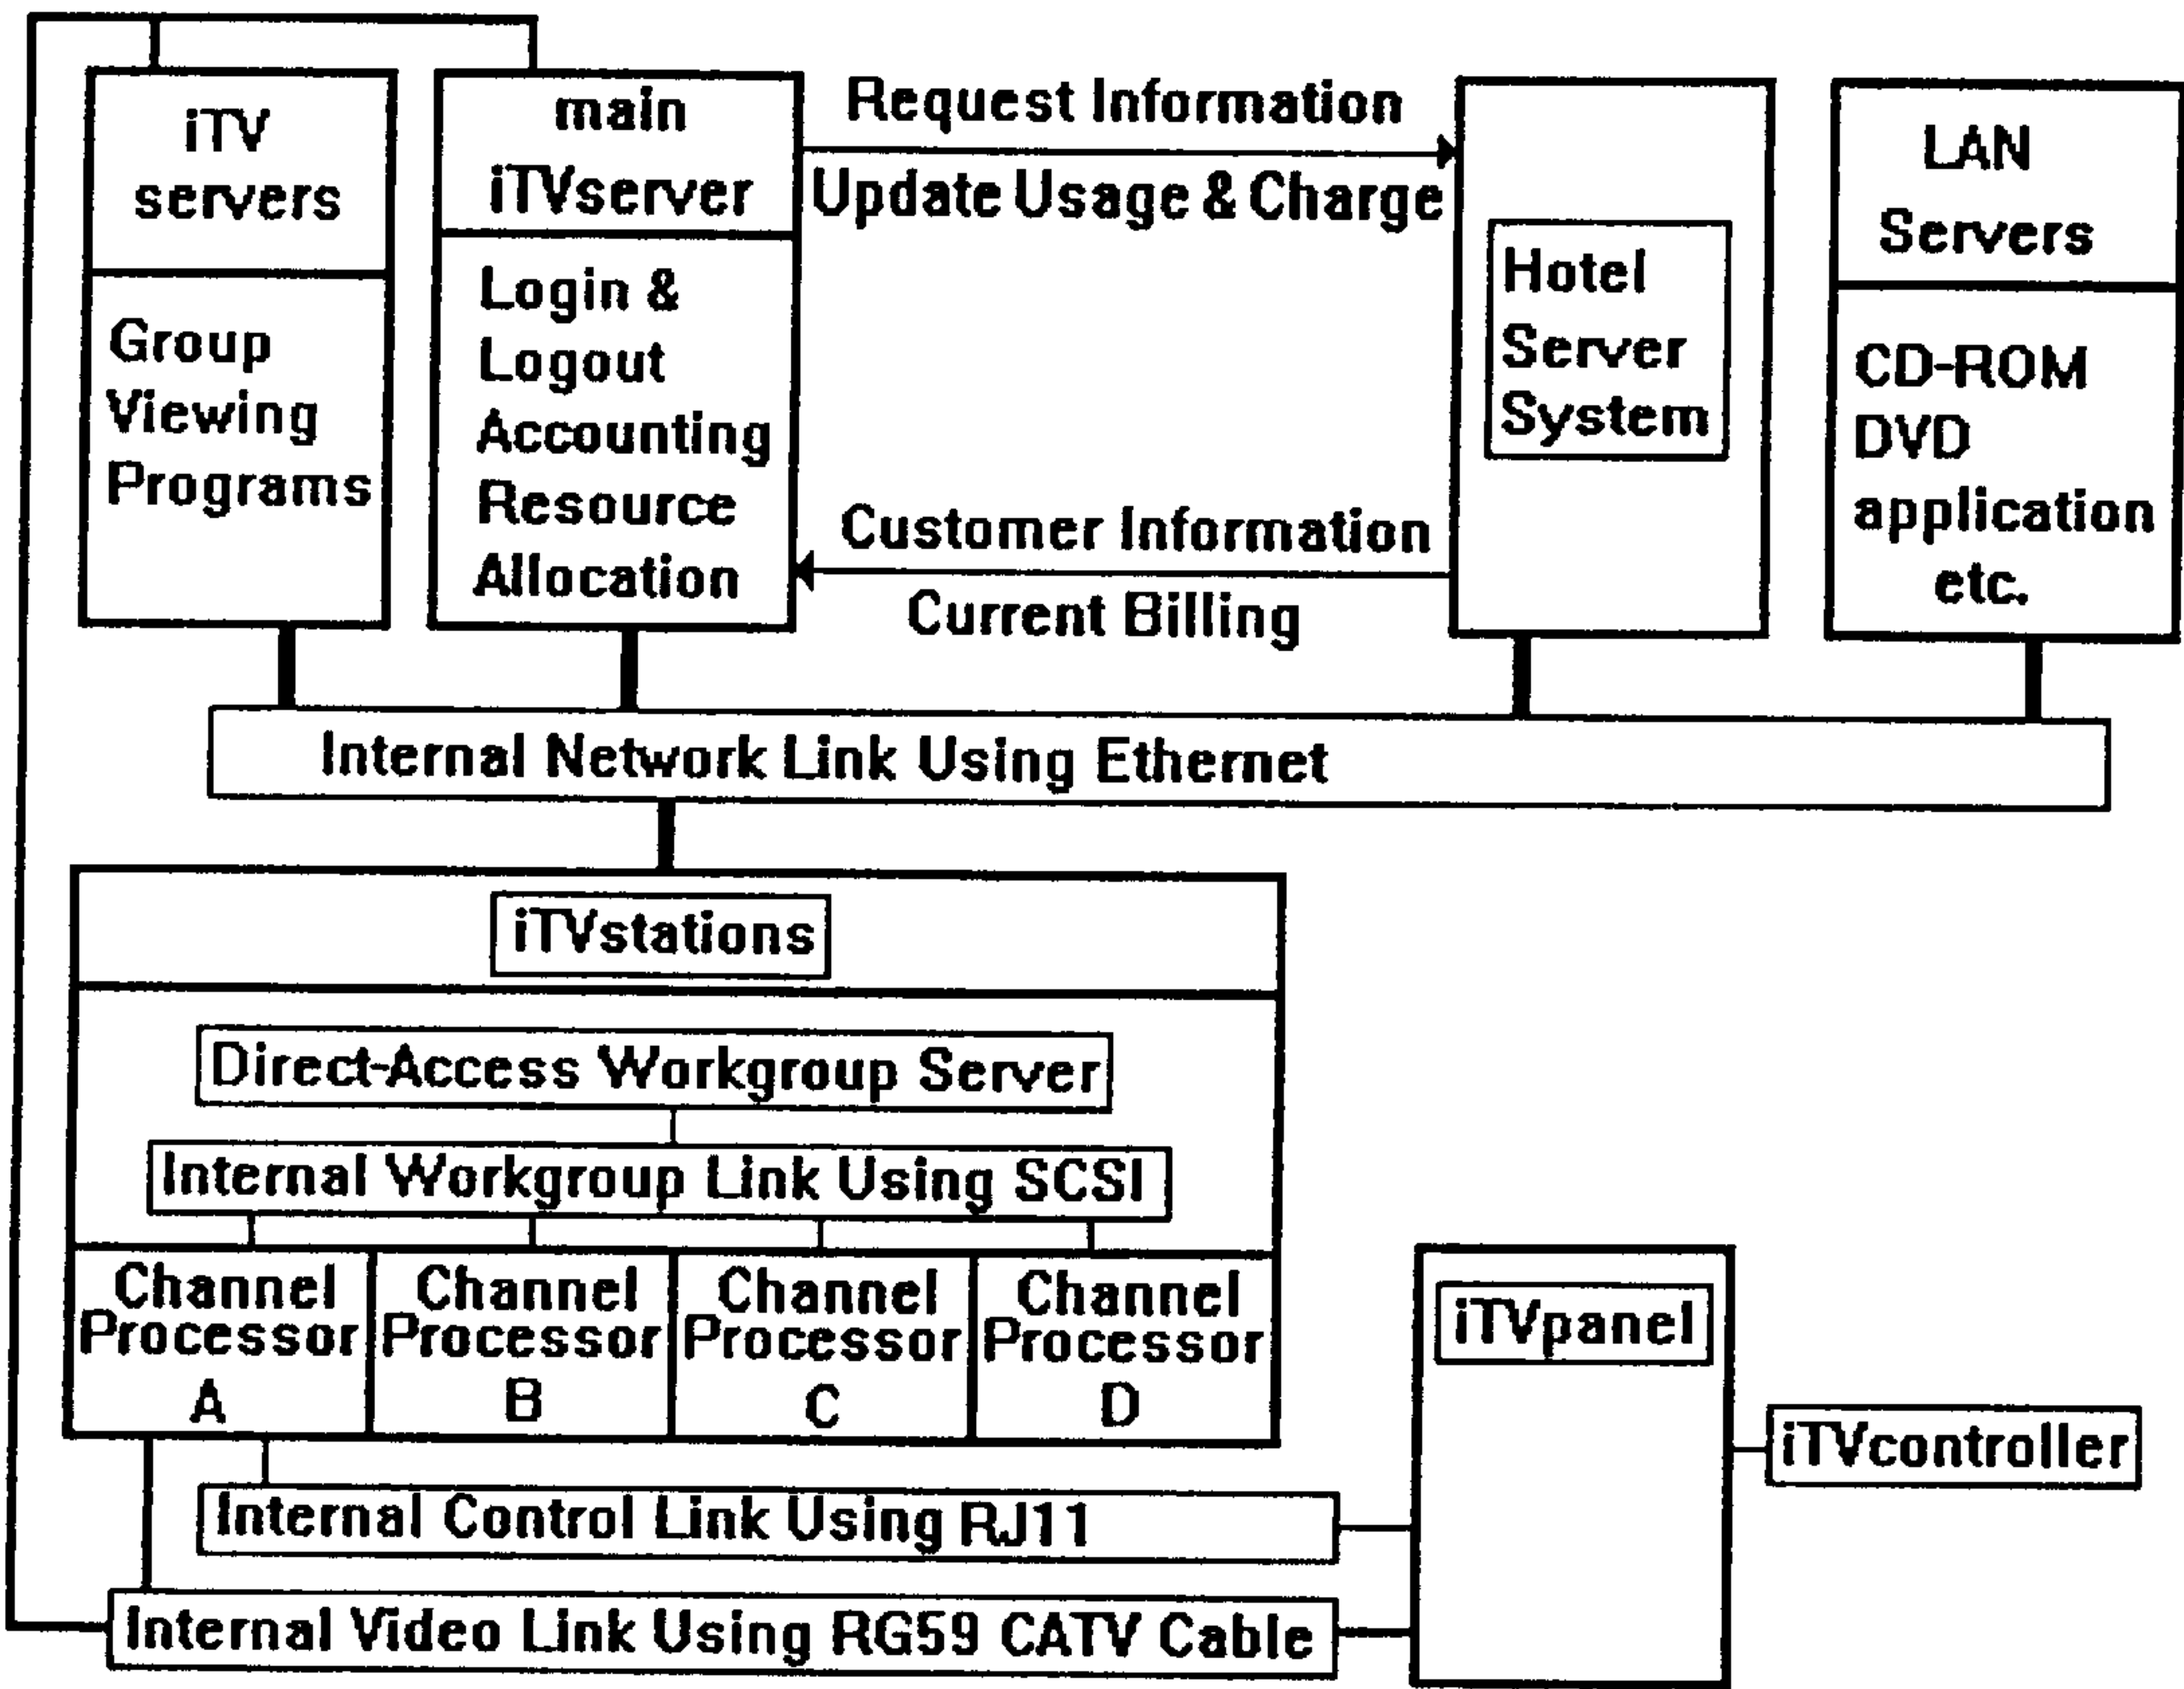 iTV
servers
Group
Viewing
Programs
main
iTVserver
Login &
Logout
Accounting
Resource
Allocation
Request Information
Update Usage & Charge
Customer Information
Current Billing
Hotel
Server
System
LAN
Servers
CD-ROM
DVD
application
etc.
Internal Network Link Using Ethernet
iTVstations
Direct-Access Workgroup Server
Internal Workgroup Link Using SCSI
Channel
Processor
A
Channel
Processor
B
Channel
Processor
C
Channel
Processor
D
iTVpanel
iTVcontroller
Internal Control Link Using RJ11
Internal Video Link Using RG59 CATV Cable